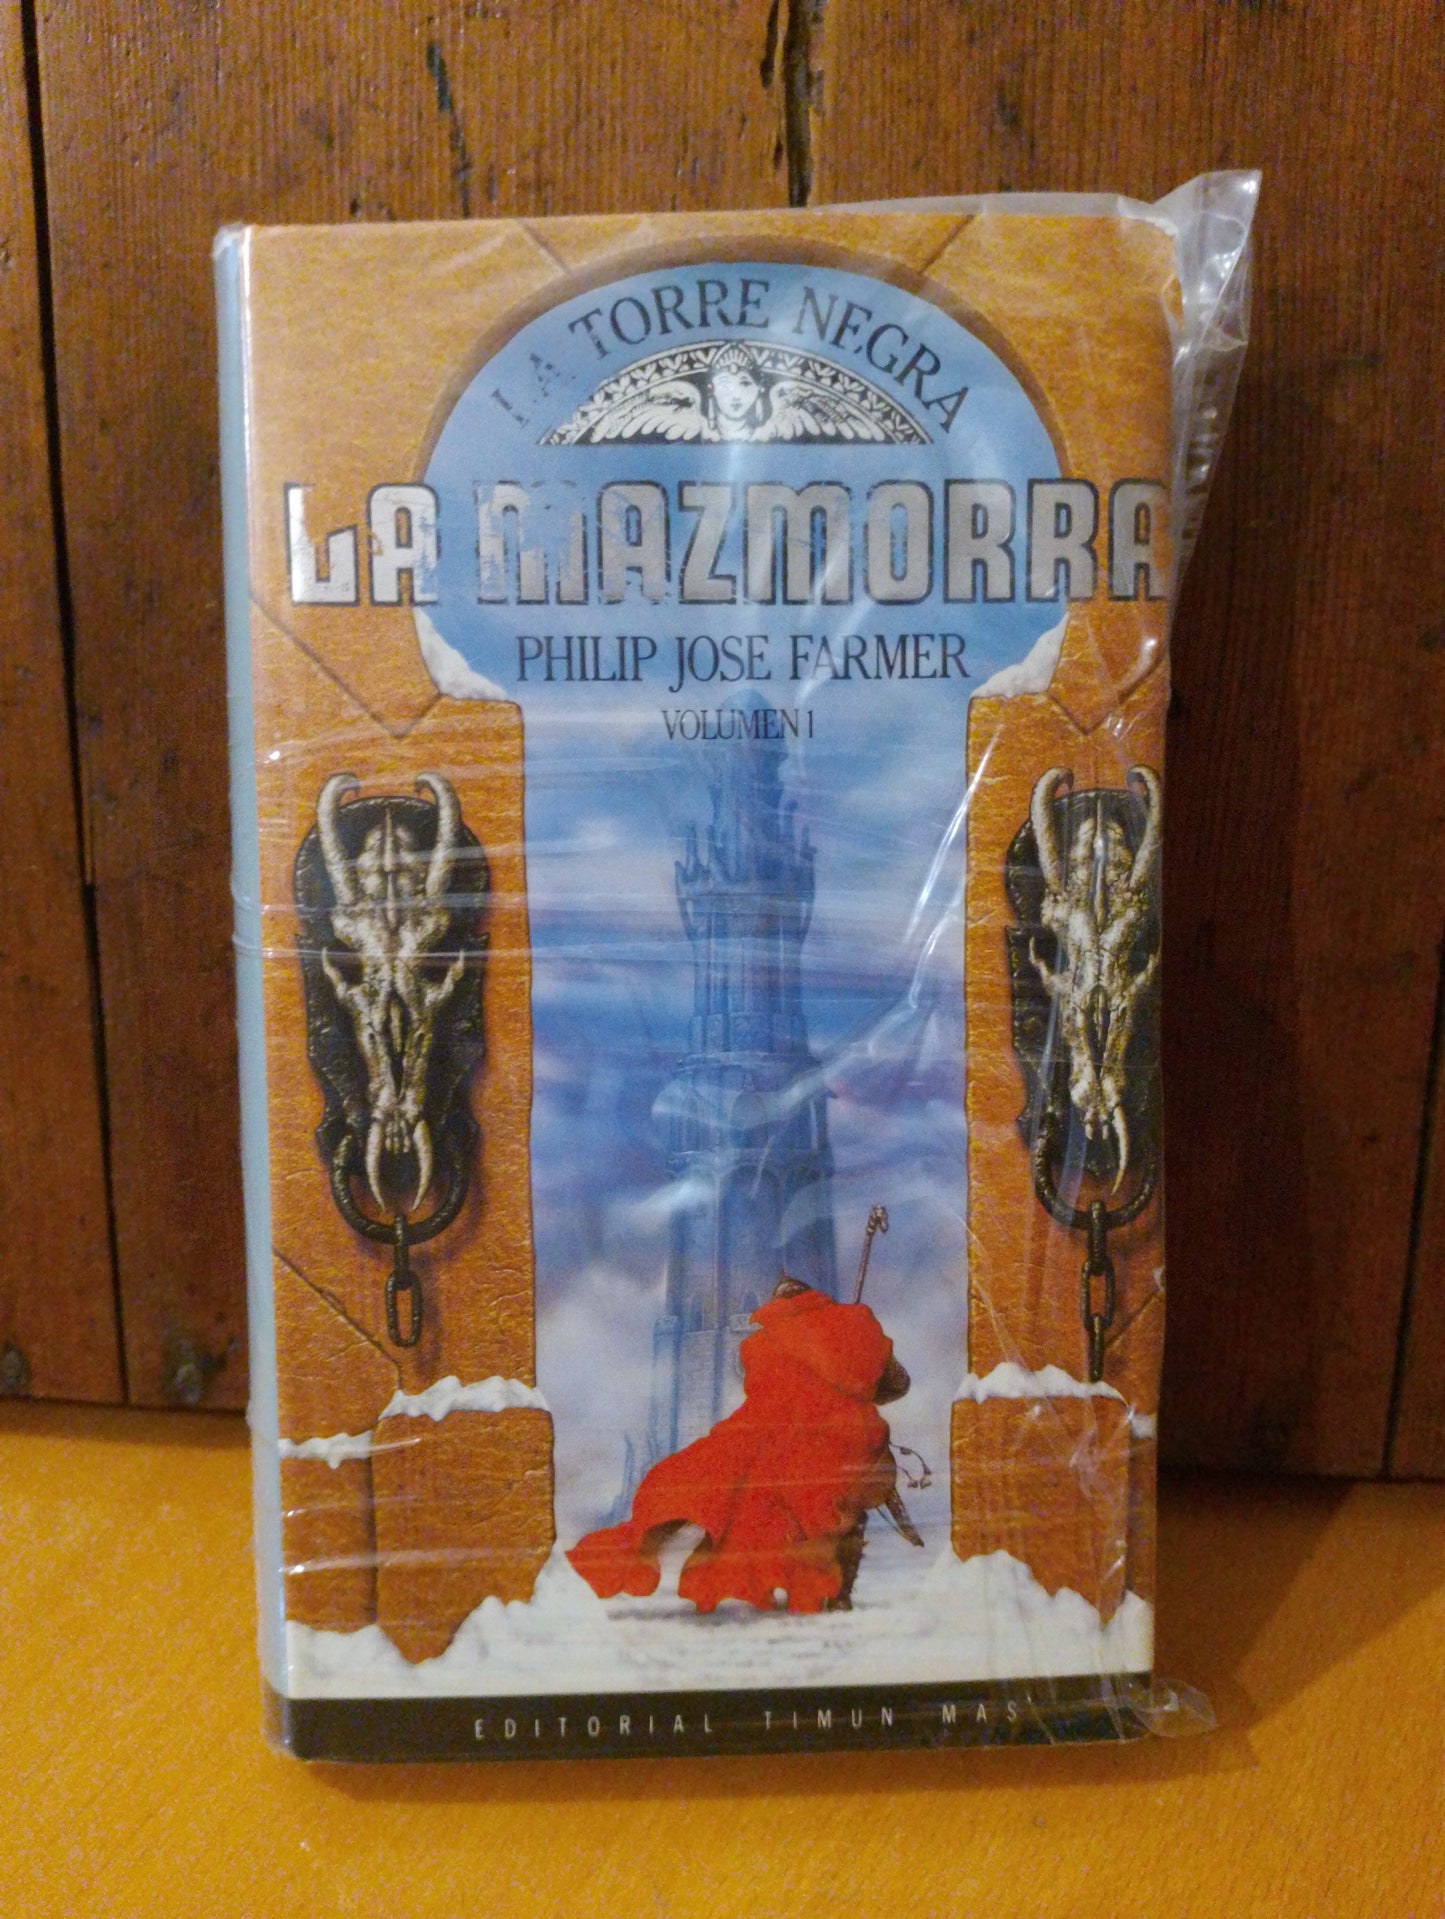 LA TORRE NEGRA
LA MAZMORRA
PHILIP JOSE FARMER
VOLUMEN 1
EDITORIAL TIMUN MAS